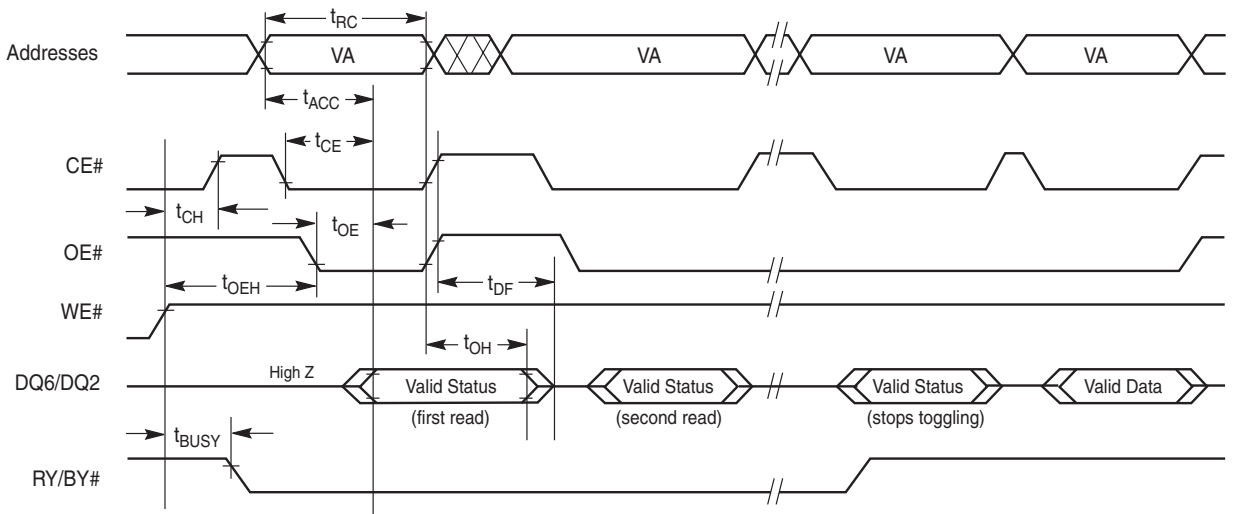 tRC
Addresses VA VA VA VA
tACC
tCE
CE#
tCH tOE
OE#
tOEH tDF
WE#
tOH
DQ6/DQ2 High Z Valid Status Valid Status Valid Status Valid Data
(first read) (second read) (stops toggling)
tBUSY
RY/BY#